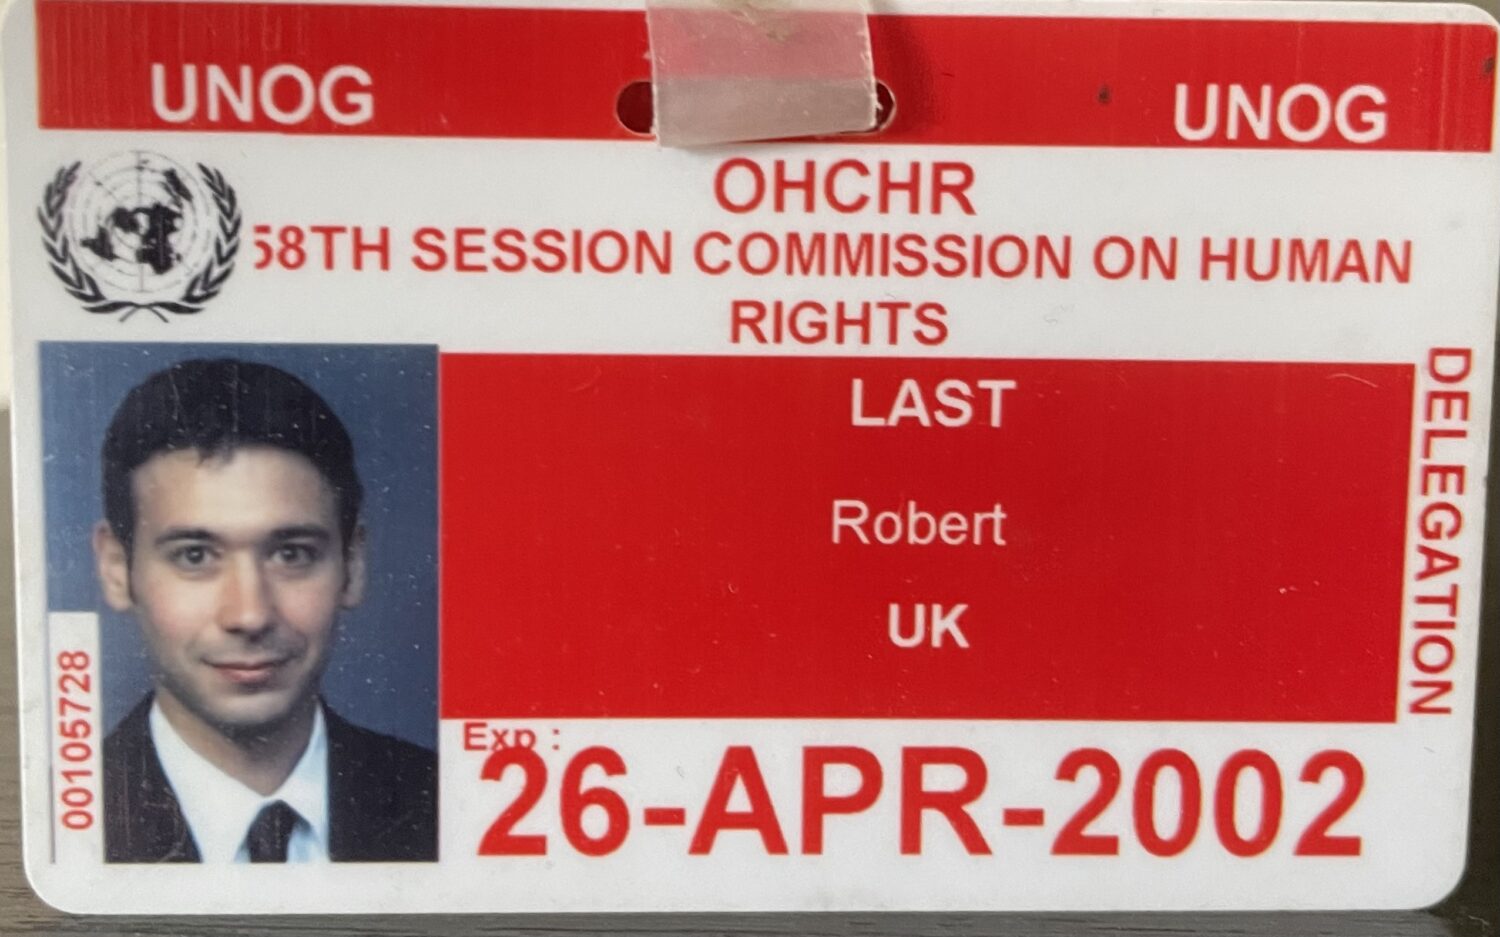 UNOG
UNOG
OHCHR
58TH SESSION COMMISSION ON HUMAN
RIGHTS
LAST
Robert
UK
DELEGATION
00105728
Exp :
26-APR-2002